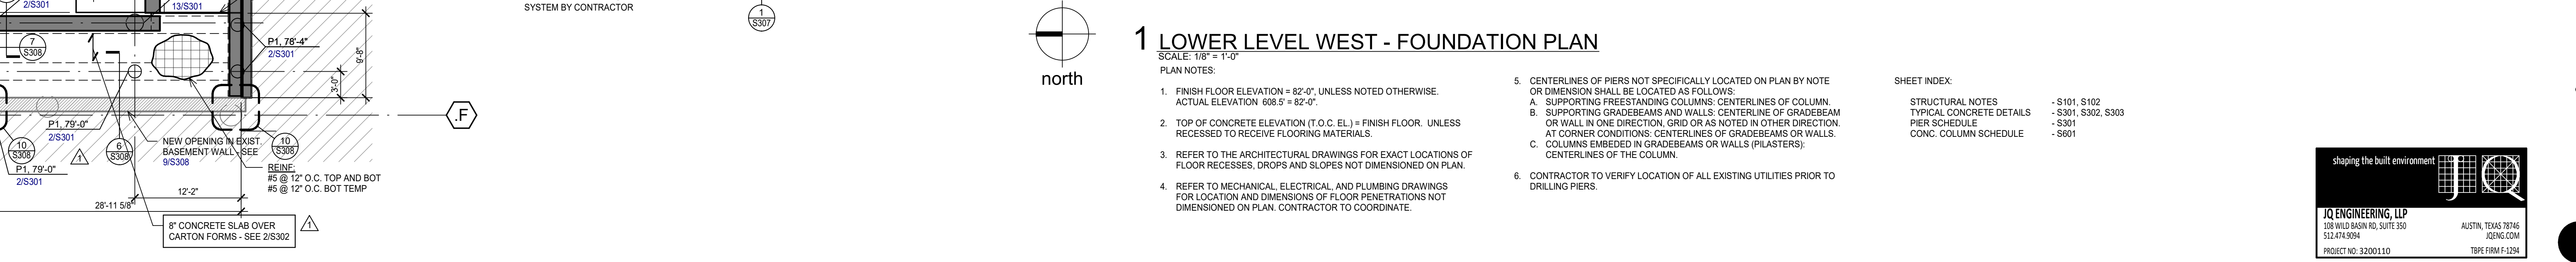 2/S301
13/S301
SYSTEM BY CONTRACTOR
1
S307
7
S308
P1, 78'-4"
2/S301
9'-8"
3'-0"
.F
P1, 79'-0"
2/S301
10
S308
1
6
S308
NEW OPENING IN EXIST.
BASEMENT WALL - SEE
9/S308
10
S308
P1, 79'-0"
2/S301
REINF:
#5 @ 12" O.C. TOP AND BOT
#5 @ 12" O.C. BOT TEMP
12'-2"
28'-11 5/8"
8" CONCRETE SLAB OVER
CARTON FORMS - SEE 2/S302
1
north
1 LOWER LEVEL WEST - FOUNDATION PLAN
SCALE: 1/8" = 1'-0"
PLAN NOTES:
1. FINISH FLOOR ELEVATION = 82'-0", UNLESS NOTED OTHERWISE.
ACTUAL ELEVATION 608.5' = 82'-0".
2. TOP OF CONCRETE ELEVATION (T.O.C. EL.) = FINISH FLOOR. UNLESS
RECESSED TO RECEIVE FLOORING MATERIALS.
3. REFER TO THE ARCHITECTURAL DRAWINGS FOR EXACT LOCATIONS OF
FLOOR RECESSES, DROPS AND SLOPES NOT DIMENSIONED ON PLAN.
4. REFER TO MECHANICAL, ELECTRICAL, AND PLUMBING DRAWINGS
FOR LOCATION AND DIMENSIONS OF FLOOR PENETRATIONS NOT
DIMENSIONED ON PLAN. CONTRACTOR TO COORDINATE.
5. CENTERLINES OF PIERS NOT SPECIFICALLY LOCATED ON PLAN BY NOTE
OR DIMENSION SHALL BE LOCATED AS FOLLOWS:
A. SUPPORTING FREESTANDING COLUMNS: CENTERLINES OF COLUMN.
B. SUPPORTING GRADEBEAMS AND WALLS: CENTERLINE OF GRADEBEAM
OR WALL IN ONE DIRECTION, GRID OR AS NOTED IN OTHER DIRECTION.
AT CORNER CONDITIONS: CENTERLINES OF GRADEBEAMS OR WALLS.
C. COLUMNS EMBEDED IN GRADEBEAMS OR WALLS (PILASTERS):
CENTERLINES OF THE COLUMN.
6. CONTRACTOR TO VERIFY LOCATION OF ALL EXISTING UTILITIES PRIOR TO
DRILLING PIERS.
SHEET INDEX:
STRUCTURAL NOTES - S101, S102
TYPICAL CONCRETE DETAILS - S301, S302, S303
PIER SCHEDULE - S301
CONC. COLUMN SCHEDULE - S601
shaping the built environment
JQ
JQ ENGINEERING, LLP
108 WILD BASIN RD, SUITE 350 AUSTIN, TEXAS 78746
512.474.9094 JQENG.COM
PROJECT NO: 3200110 TBPE FIRM F-1294